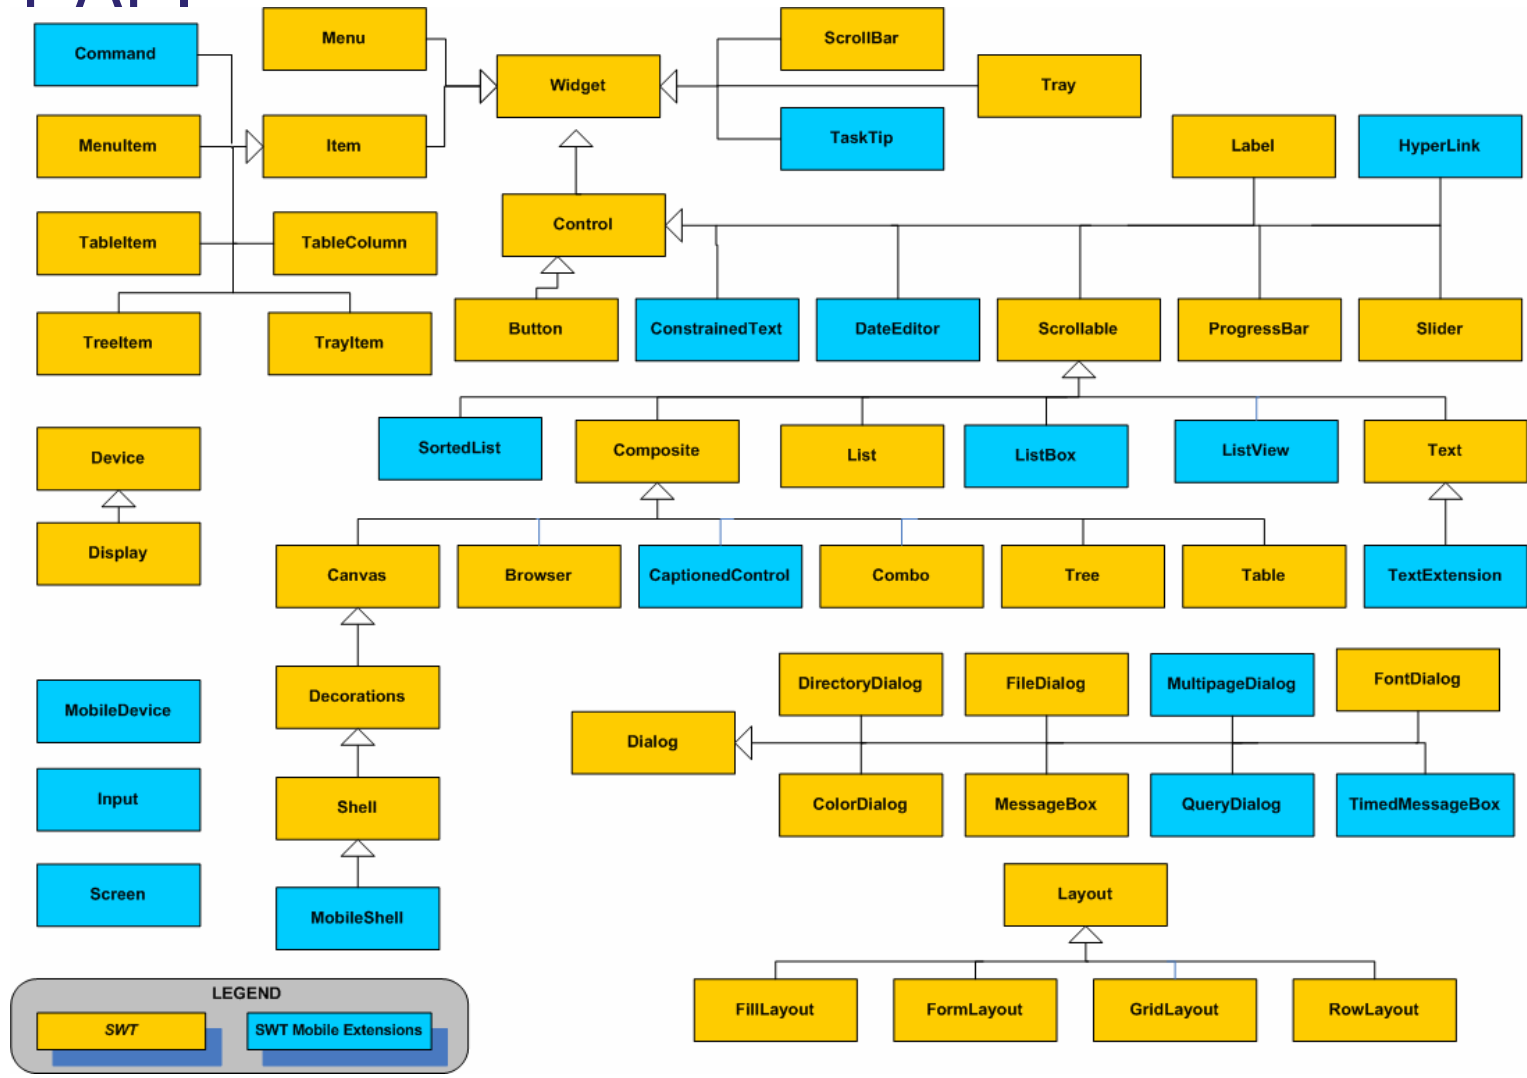 Command
Menu
Widget
ScrollBar
Tray
MenuItem
Item
TaskTip
Label
HyperLink
TableItem
TableColumn
Control
TreeItem
TrayItem
Button
ConstrainedText
DateEditor
Scrollable
ProgressBar
Slider
Device
SortedList
Composite
List
ListBox
ListView
Text
Display
Canvas
Browser
CaptionedControl
Combo
Tree
Table
TextExtension
MobileDevice
Decorations
Dialog
DirectoryDialog
FileDialog
MultipageDialog
FontDialog
Input
Shell
ColorDialog
MessageBox
QueryDialog
TimedMessageBox
Screen
MobileShell
Layout
FillLayout
FormLayout
GridLayout
RowLayout
LEGEND
SWT
SWT Mobile Extensions